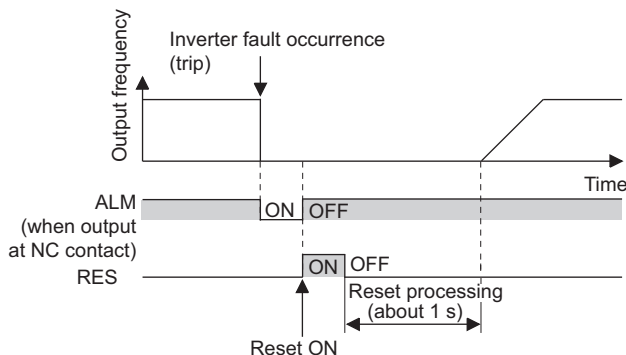 Inverter fault occurrence
(trip)
Output frequency
Time
ALM
(when output
at NC contact)
ON
OFF
RES
ON
OFF
Reset processing
(about 1 s)
Reset ON